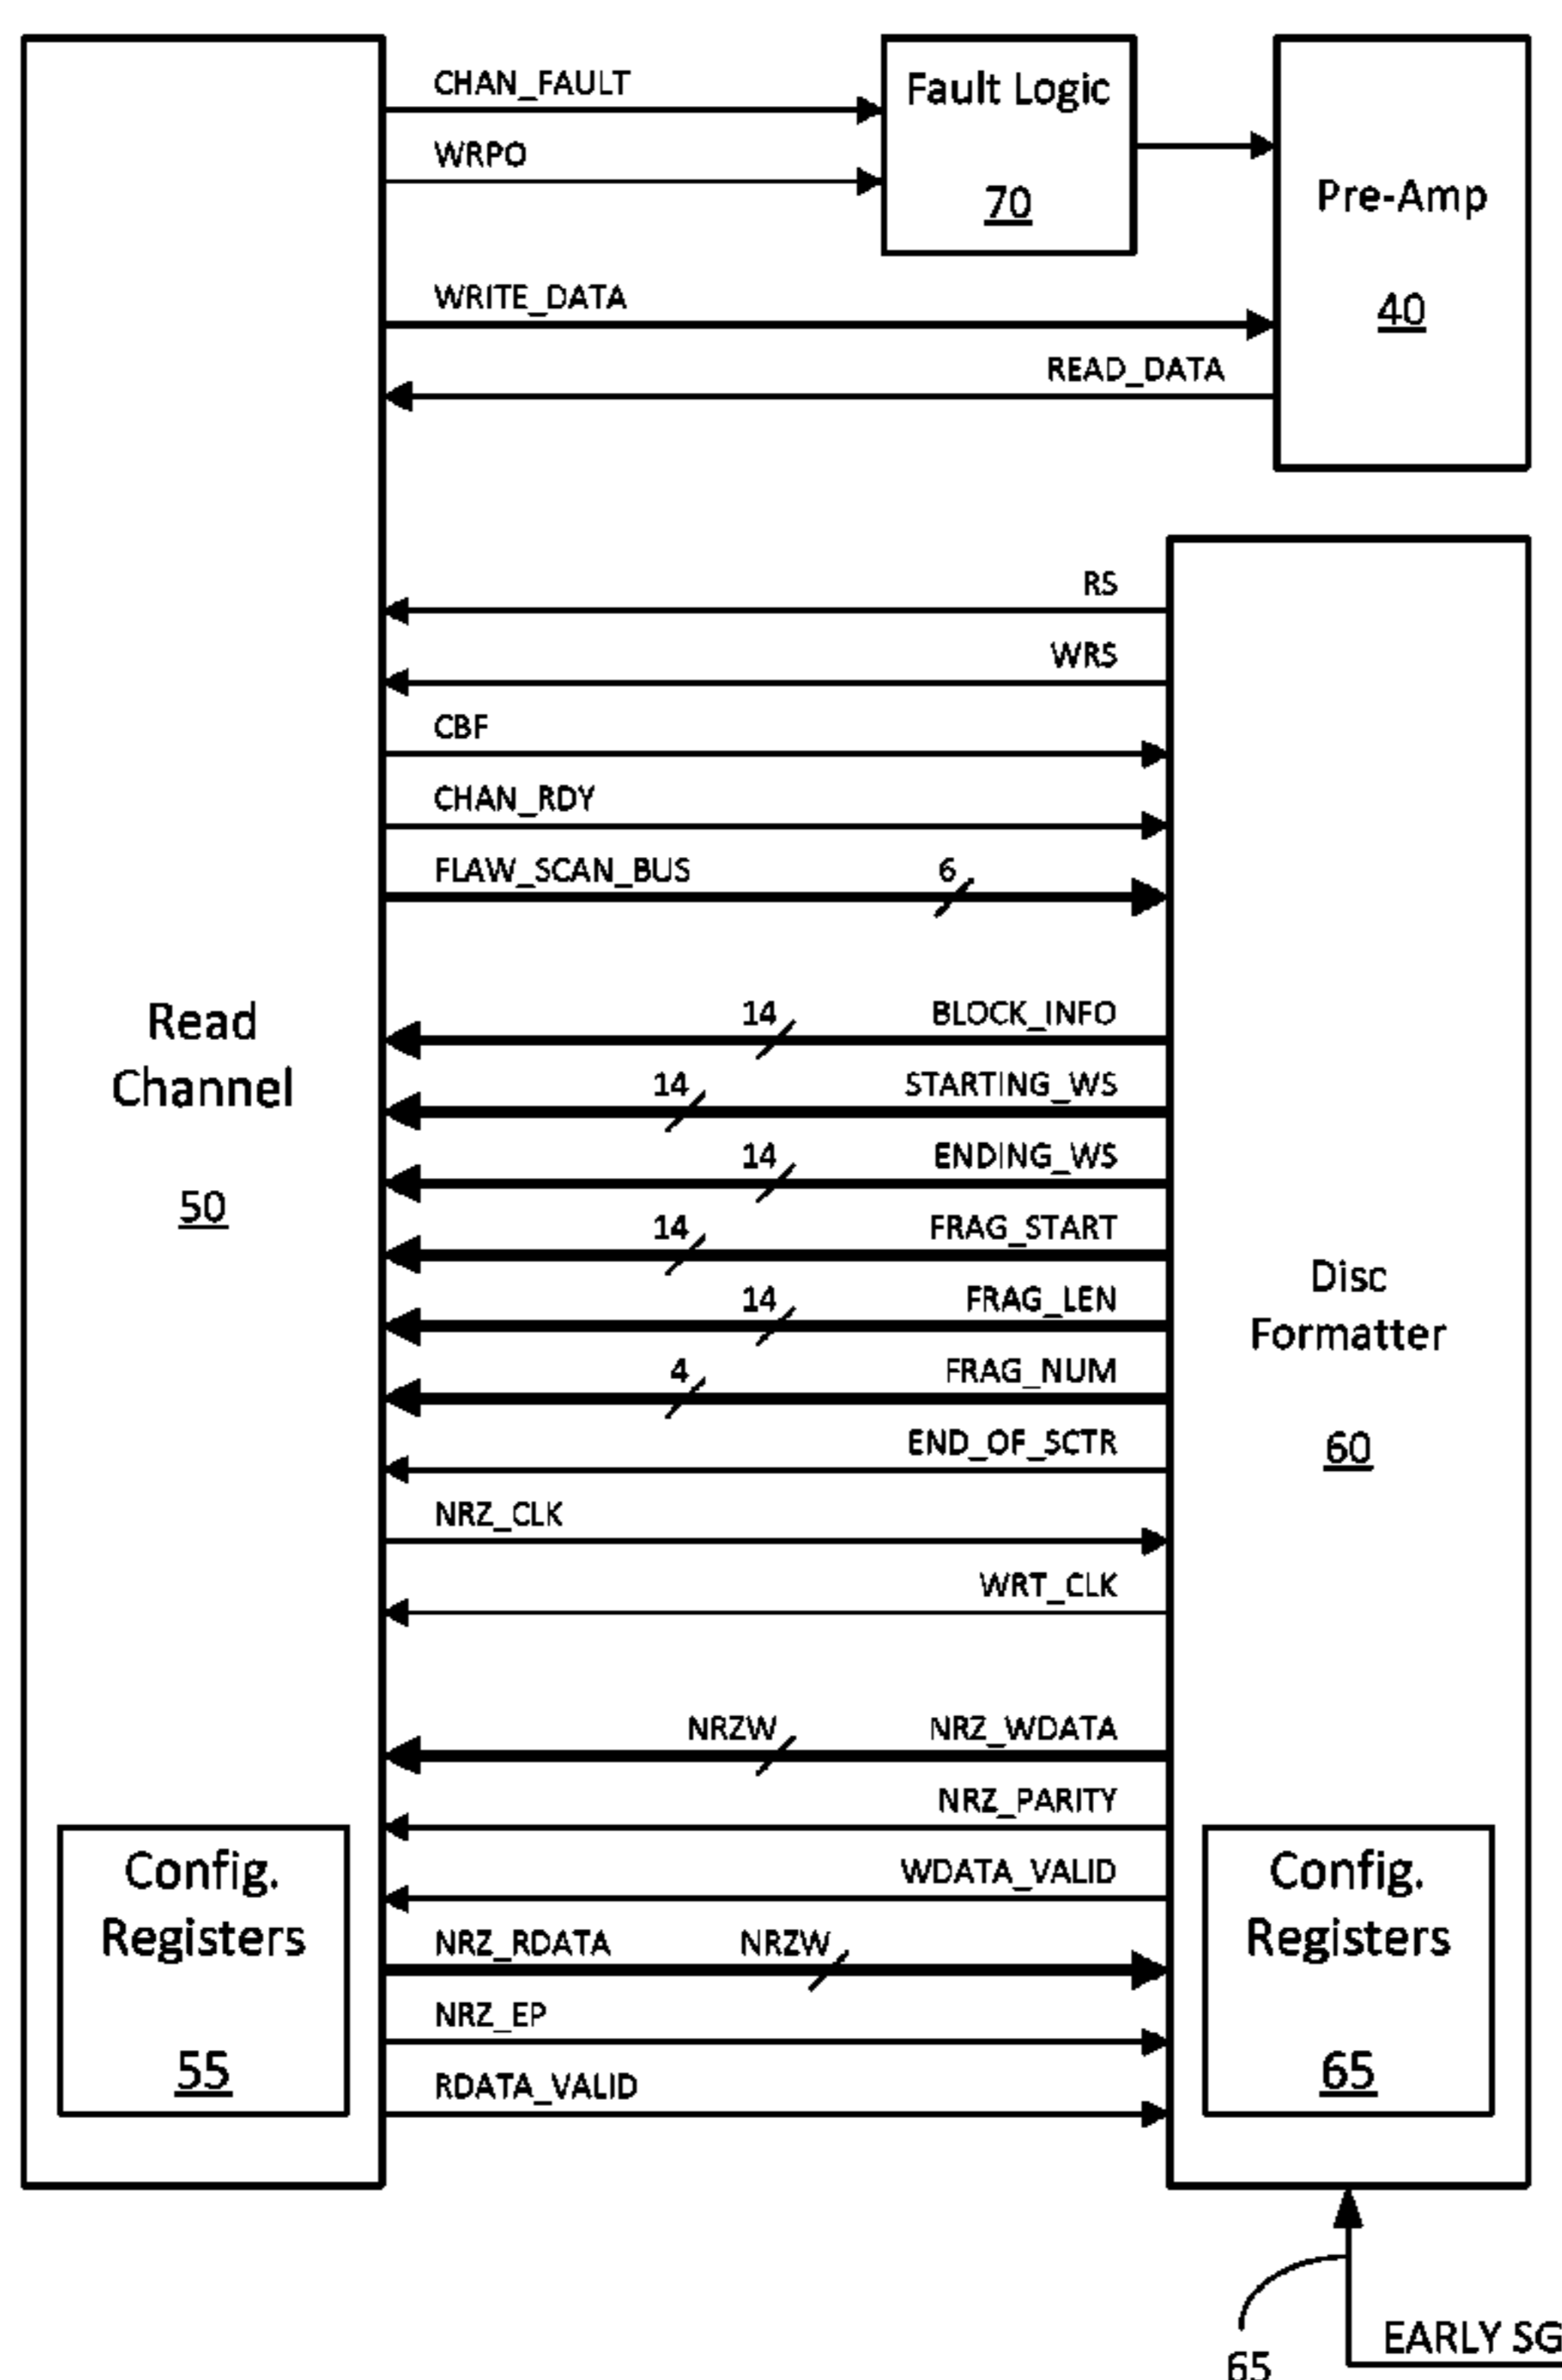 CHAN_FAULT
WRPO
Fault Logic
70
Pre-Amp
40
WRITE_DATA
READ_DATA
RS
WRS
CBF
CHAN_RDY
FLAW_SCAN_BUS 6
Read
Channel
50
14 BLOCK_INFO
14 STARTING_WS
14 ENDING_WS
14 FRAG_START
14 FRAG_LEN
4 FRAG_NUM
END_OF_SCTR
NRZ_CLK
WRT_CLK
Disc
Formatter
60
NRZW NRZ_WDATA
NRZ_PARITY
WDATA_VALID
NRZ_RDATA NRZW
NRZ_EP
RDATA_VALID
Config.
Registers
55
Config.
Registers
65
65
EARLY SG